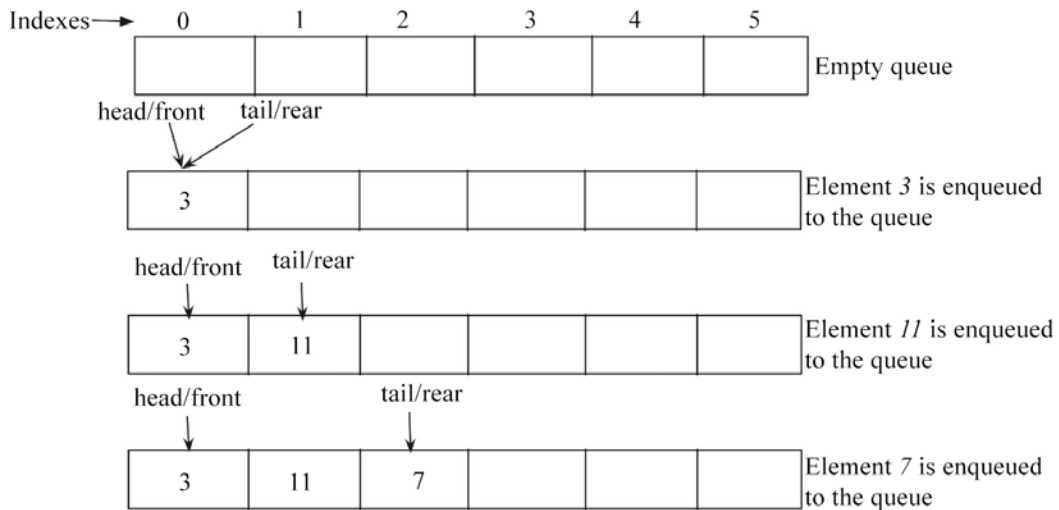 Indexes 0 1 2 3 4 5
Empty queue
head/front tail/rear
3
Element 3 is enqueued
to the queue
head/front tail/rear
3 11
Element 11 is enqueued
to the queue
head/front tail/rear
3 11 7
Element 7 is enqueued
to the queue